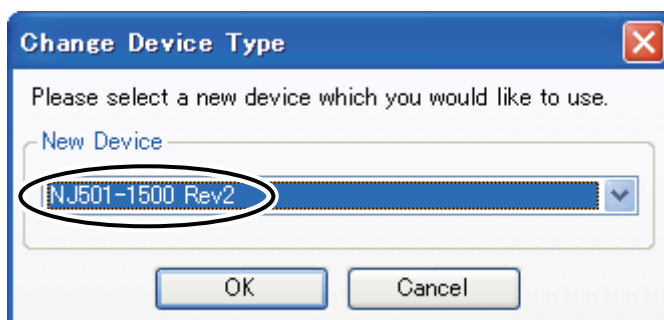 Change Device Type
Please select a new device which you would like to use.
New Device
NJ501-1500 Rev2
OK
Cancel